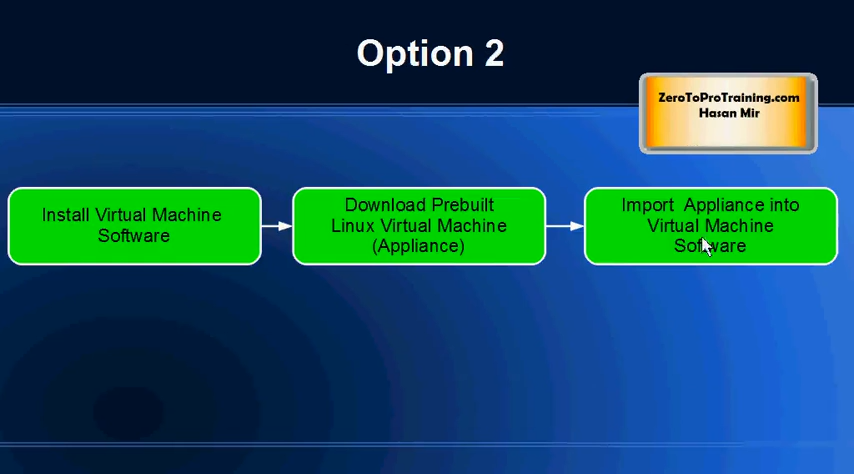 Option 2
ZeroToProTraining.com
Hasan Mir
Install Virtual Machine
Software
Download Prebuilt
Linux Virtual Machine
(Appliance)
Import Appliance into
Virtual Machine
Software